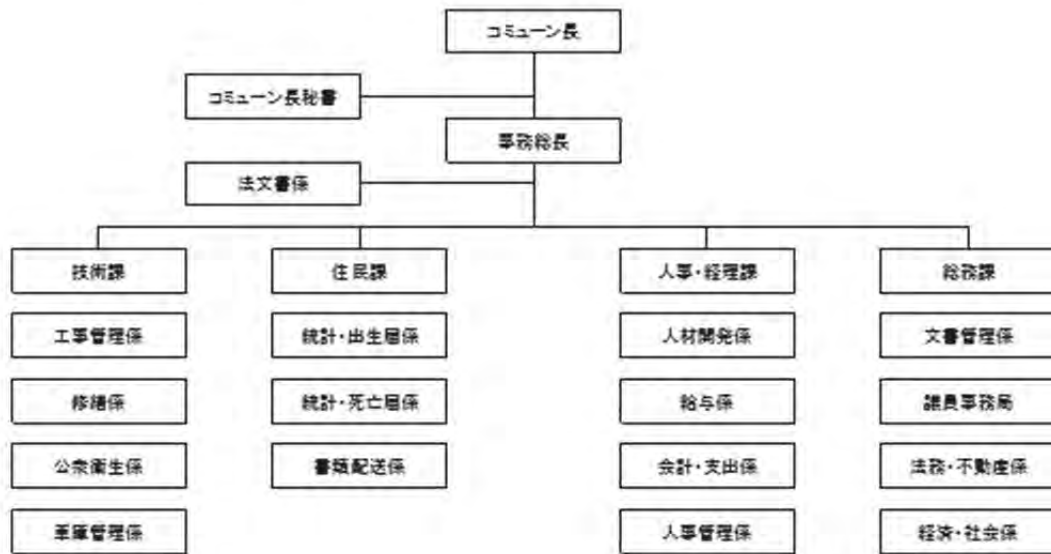 コミューン長
コミューン長秘書
事務総長
法文書係
技術課
住民課
人事・経理課
総務課
工事管理係
統計・出生届係
人材開発係
文書管理係
修繕係
統計・死亡届係
給与係
議員事務局
公衆衛生係
書類配送係
会計・支出係
法務・不動産係
車庫管理係
人事管理係
経済・社会係